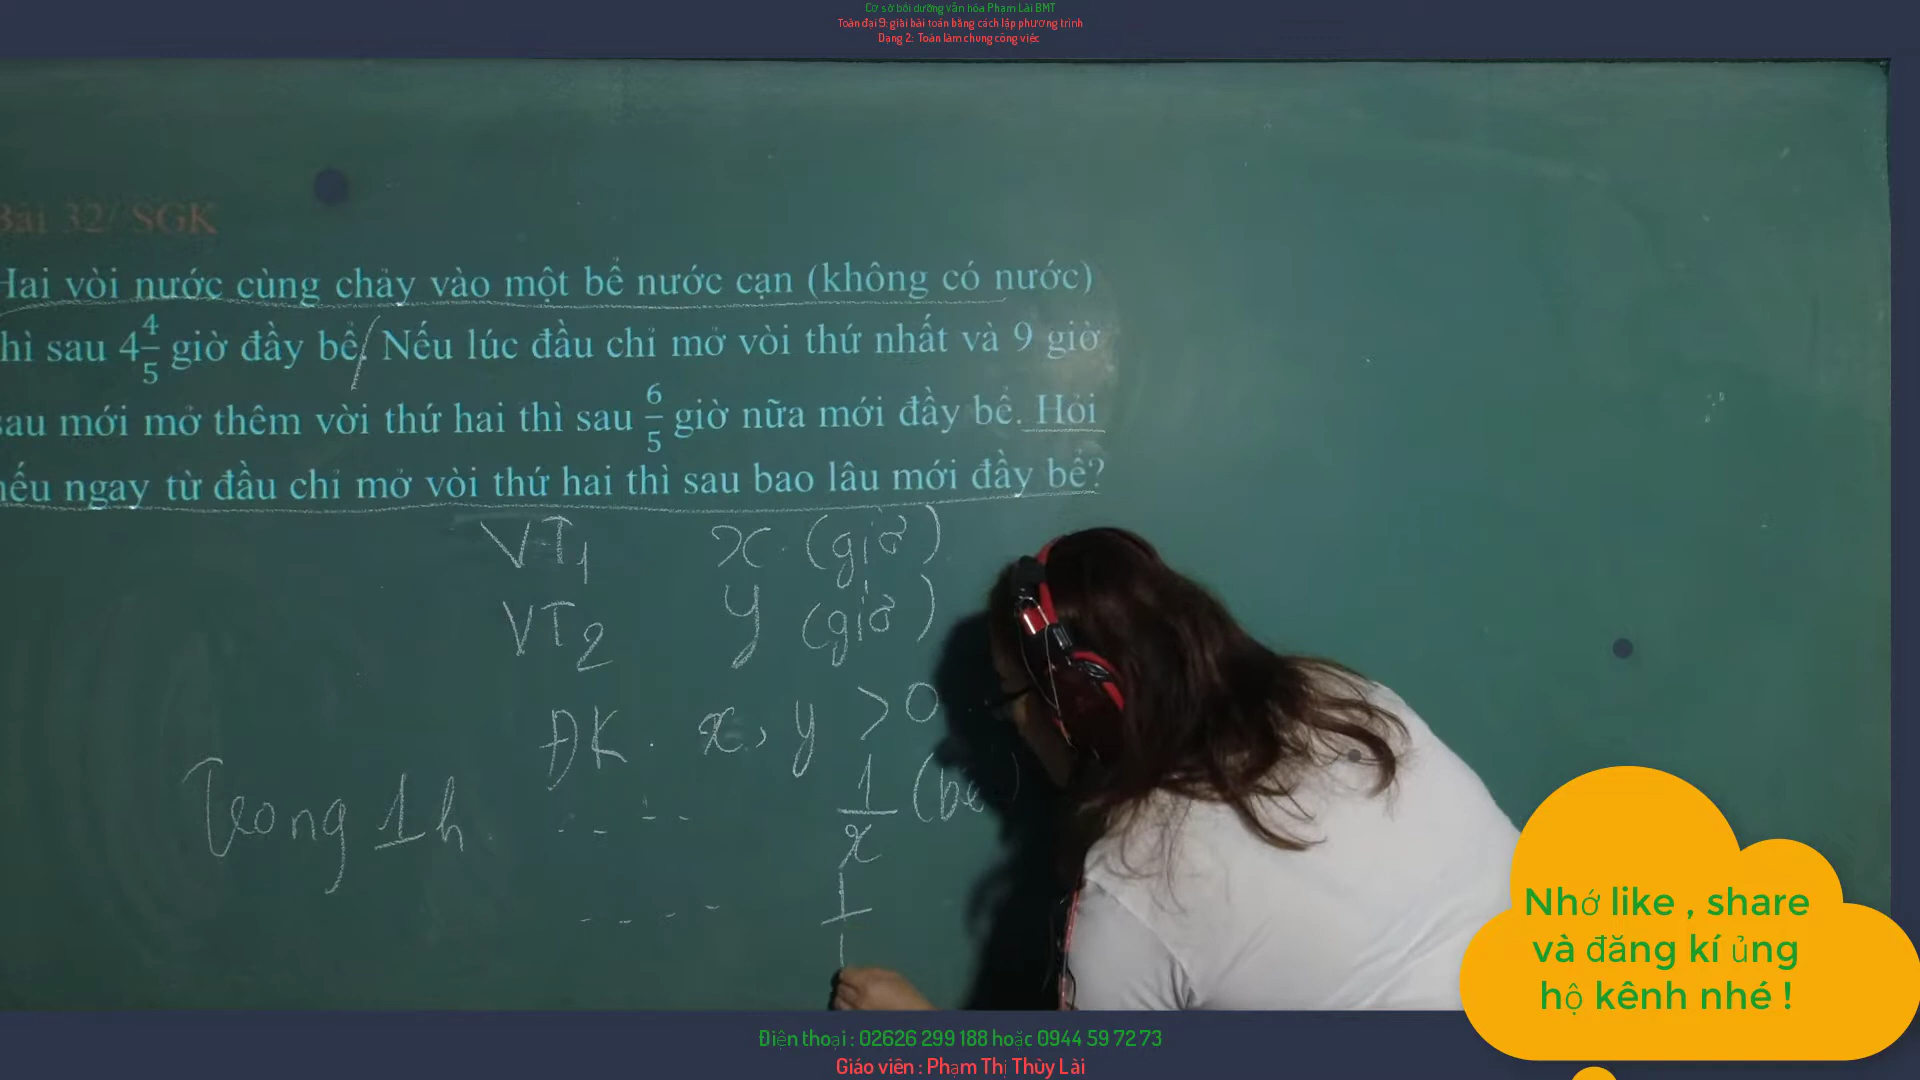 Cơ sở bồi dưỡng văn hóa Phạm Lài BMT
Toán đại 9: giải bài toán bằng cách lập phương trình
Dạng 2: Toán làm chung công việc
Bài 32/ SGK
Hai vòi nước cùng chảy vào một bể nước cạn (không có nước)
hì sau 4 4/5 giờ đầy bể. Nếu lúc đầu chỉ mở vòi thứ nhất và 9 giờ
sau mới mở thêm vời thứ hai thì sau 6/5 giờ nữa mới đầy bể. Hỏi
nếu ngay từ đầu chỉ mở vòi thứ hai thì sau bao lâu mới đầy bể?
VT1 x (giờ)
VT2 y (giờ)
ĐK. x, y > 0
Trong 1h .... 1/x (bể)
.... 1
Nhớ like , share
và đăng kí ủng
hộ kênh nhé !
Điện thoại : 02626 299 188 hoặc 0944 59 72 73
Giáo viên : Phạm Thị Thùy Lài